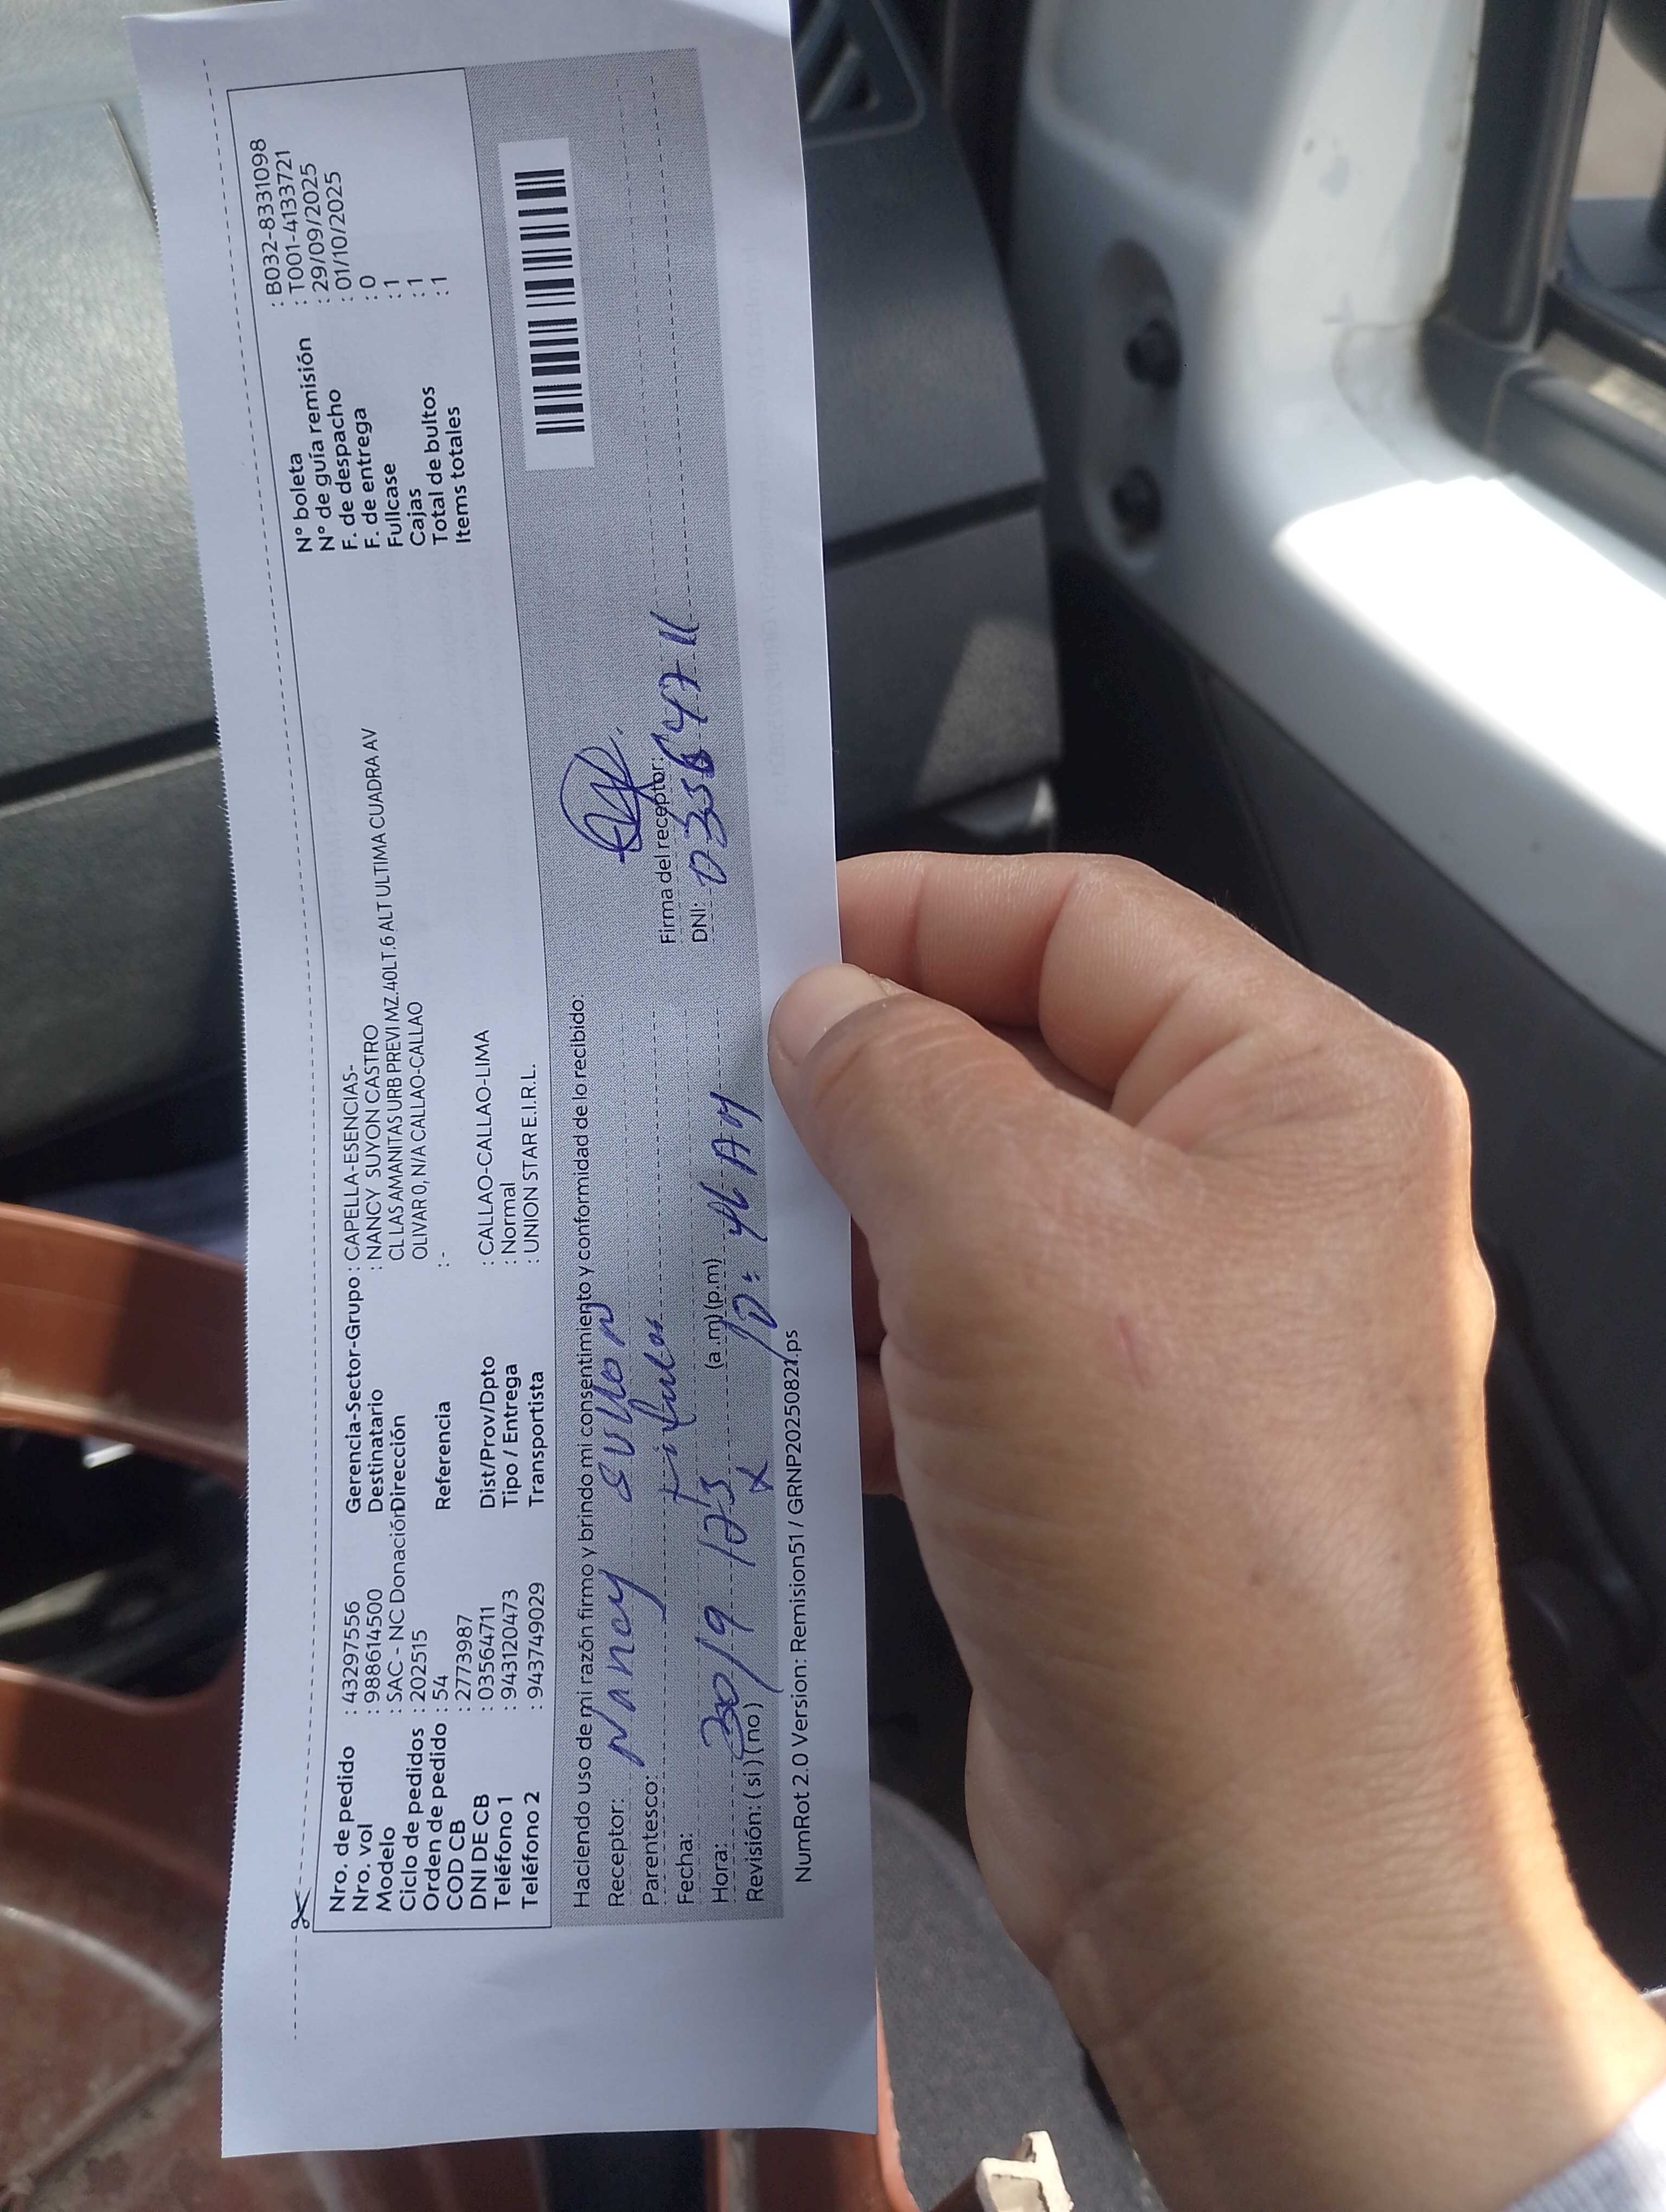 Nro. de pedido : 43297556
Nro. vol : 988614500
Modelo : SAC - NC Donación
Ciclo de pedidos : 202515
Orden de pedido : 54
COD CB : 27739987
DNI DE CB : 03564711
Teléfono 1 : 943120473
Teléfono 2 : 943749029
Gerencia-Sector-Grupo : CAPELLA-ESENCIAS-
Destinatario : NANCY SUYON CASTRO
Dirección CL LAS AMANITAS URB PREVI MZ.40LT.6 ALT ULTIMA CUADRA AV
OLIVAR 0, N/A CALLAO-CALLAO
Referencia : -
Dist/Prov/Dpto : CALLAO-CALLAO-LIMA
Tipo / Entrega : Normal
Transportista : UNION STAR E.I.R.L.
N° boleta : B032-8331098
N° de guía remisión : T001-4133721
F. de despacho : 29/09/2025
F. de entrega : 01/10/2025
Fullcase : 0
Cajas : 1
Total de bultos : 1
Items totales : 1
Haciendo uso de mi razón firmo y brindo mi consentimiento y conformidad de lo recibido:
Receptor: Nancy Suyon
Parentesco: titular
Fecha: 30/9/25
Hora: (a.m) (p.m) 10:46 AM
Revisión: ( si ) (no ) X
Firma del receptor:
DNI: 03564711
NumRot 2.0 Version: Remision51 / GRNP20250821.ps